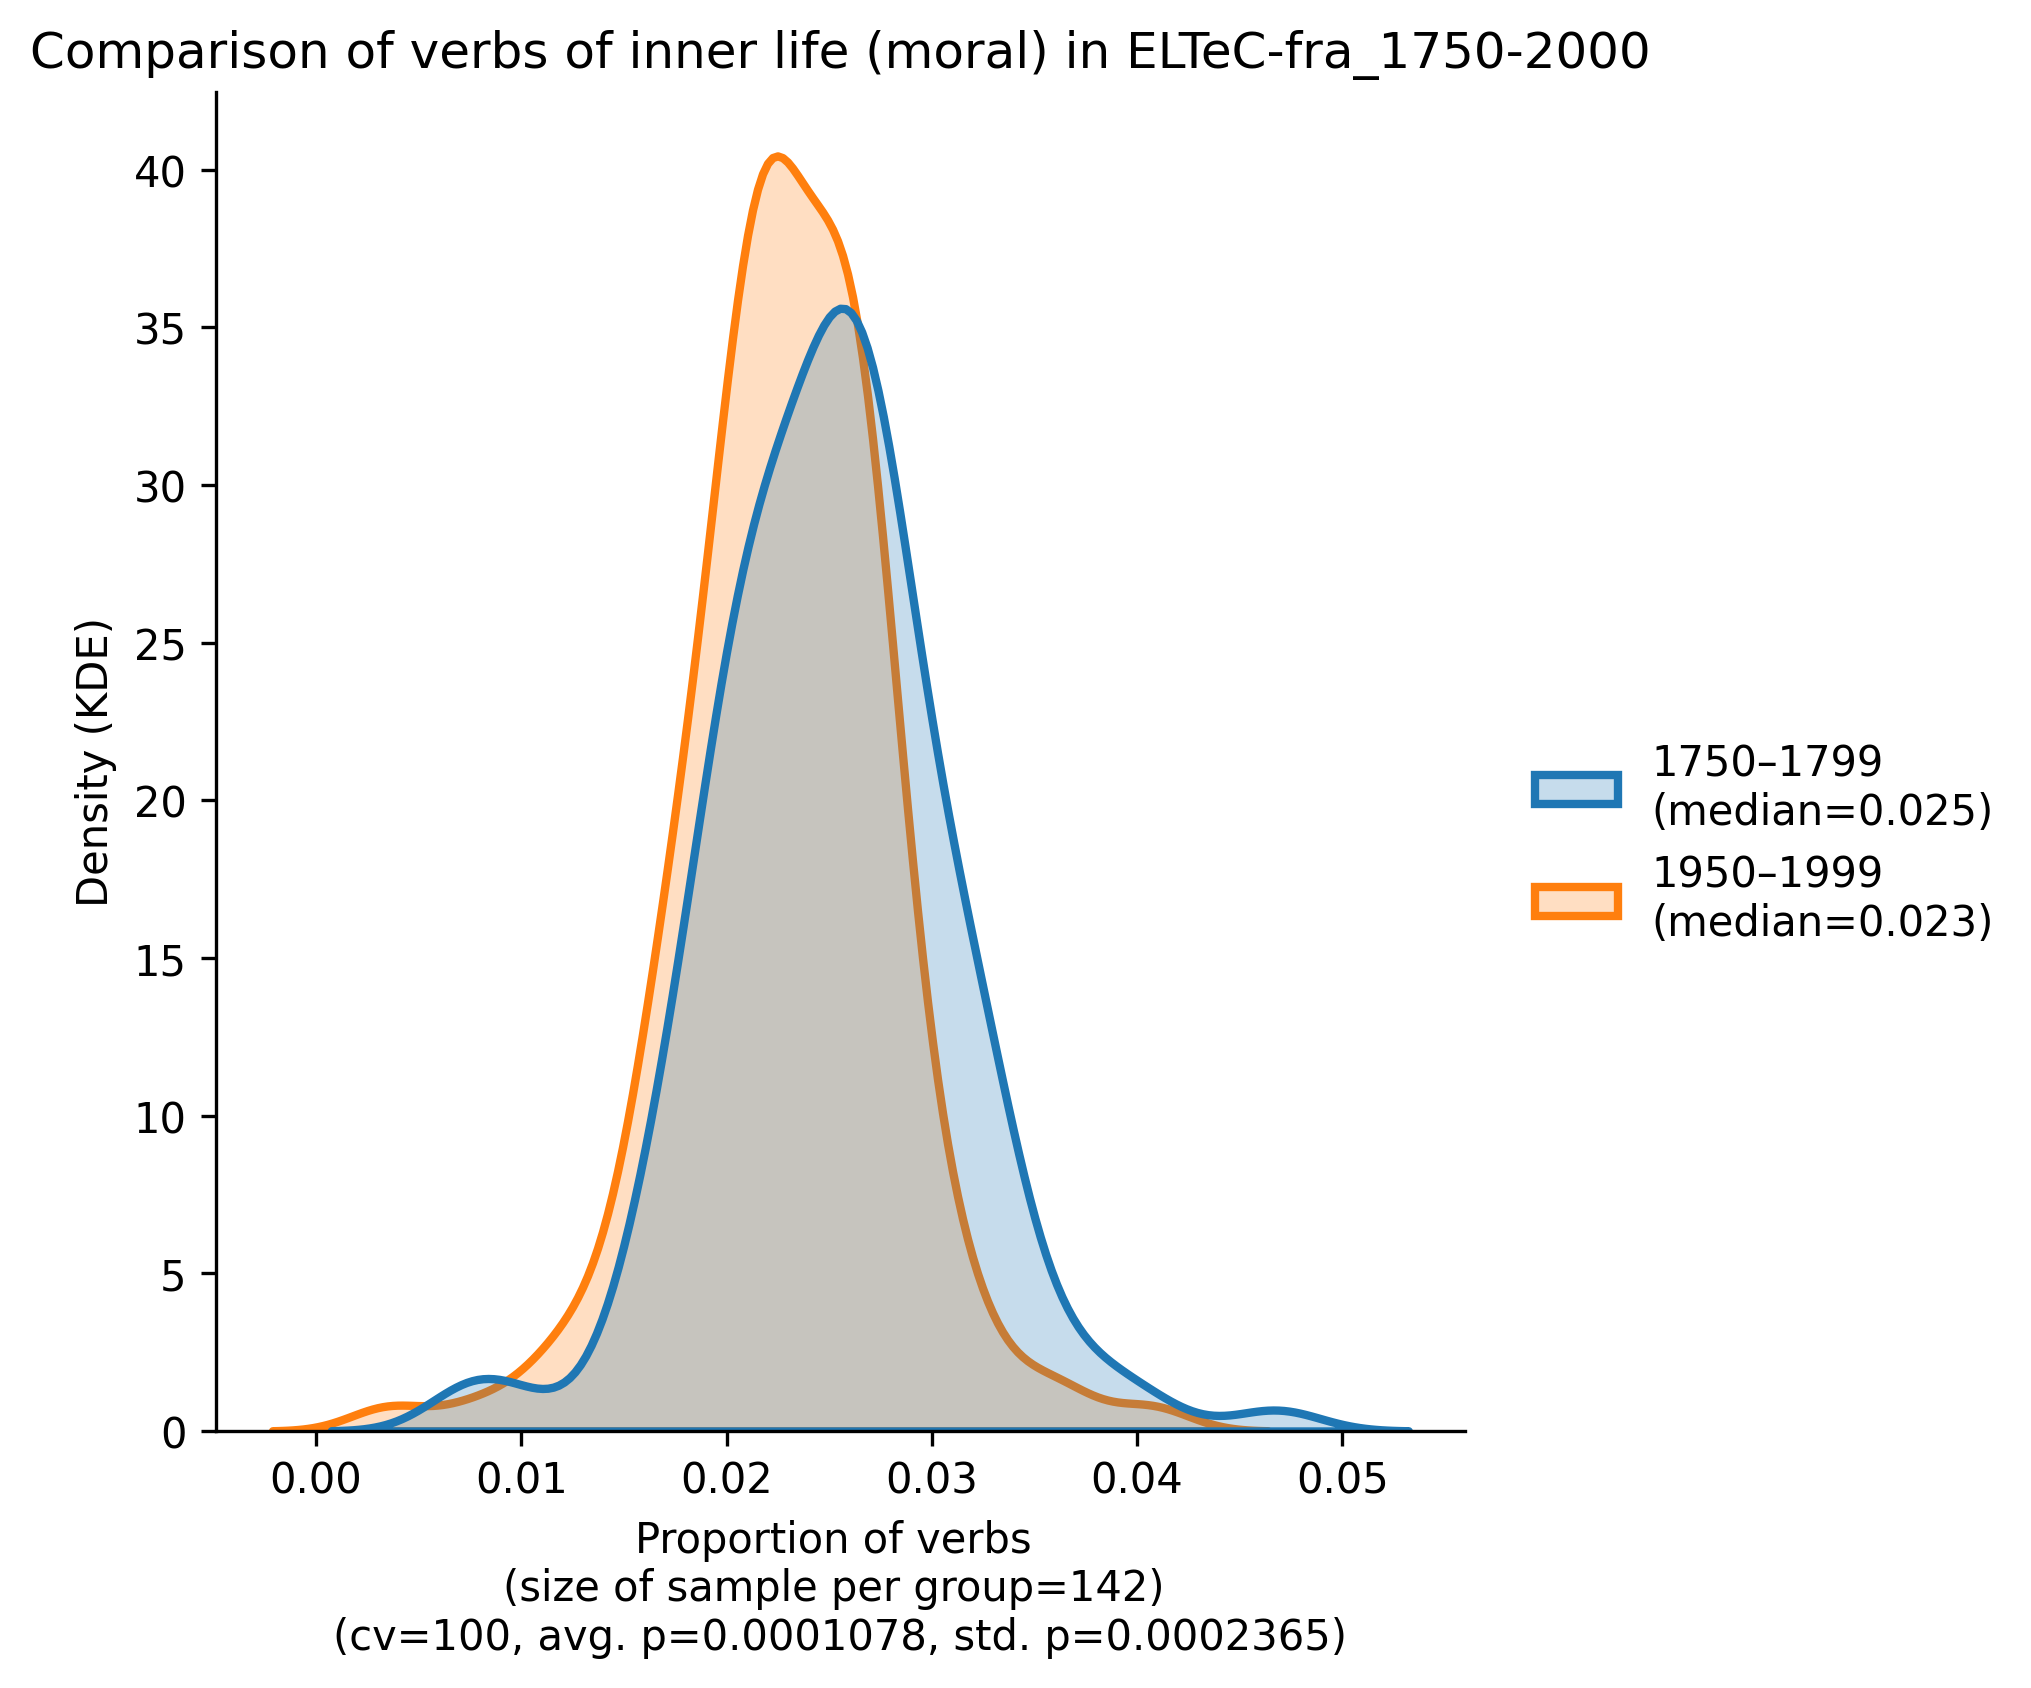 Comparison of verbs of inner life (moral) in ELTeC-fra_1750-2000
Density (KDE)
40
35
30
25
20
15
10
5
0
0.00 0.01 0.02 0.03 0.04 0.05
Proportion of verbs
(size of sample per group=142)
(cv=100, avg. p=0.0001078, std. p=0.0002365)
1750–1799
(median=0.025)
1950–1999
(median=0.023)